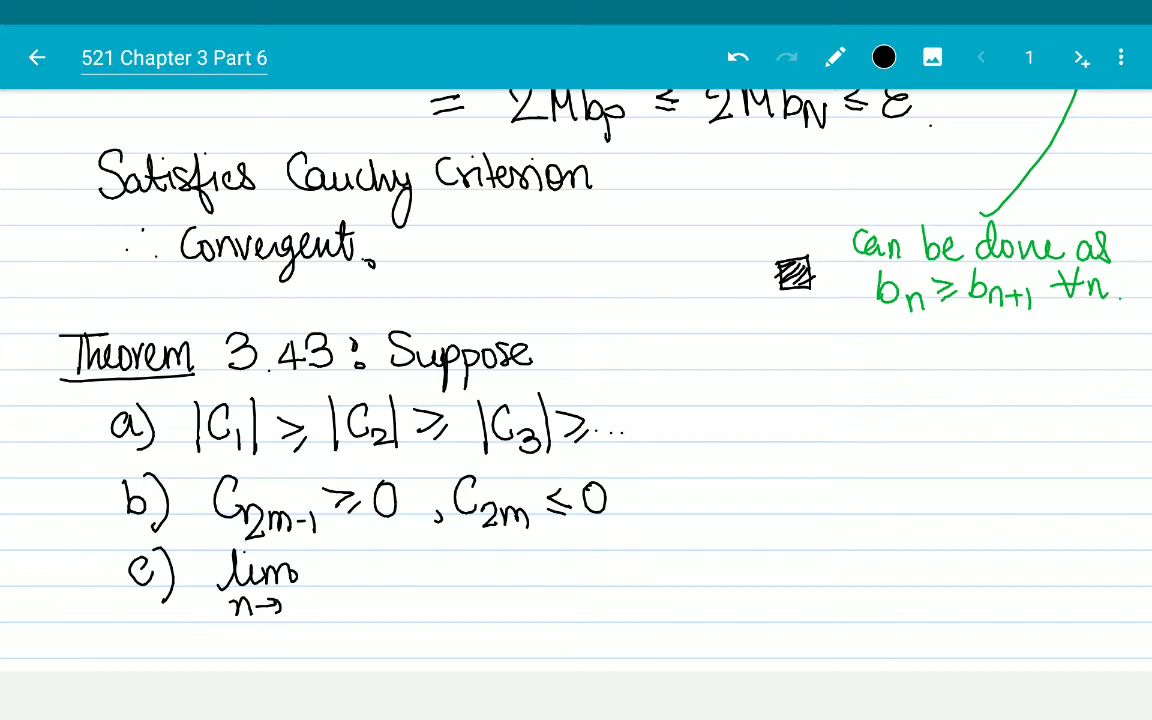 521 Chapter 3 Part 6
1
= 2Mbp ≤ 2MbN ≤ ε.
Satisfies Cauchy Criterion
∴ Convergent.
can be done as
bn ≥ bn+1 ∀n.
Theorem 3.43: Suppose
a) |C1| ≥ |C2| ≥ |C3| ≥...
b) C2m-1 ≥ 0, C2m ≤ 0
c) lim
n→